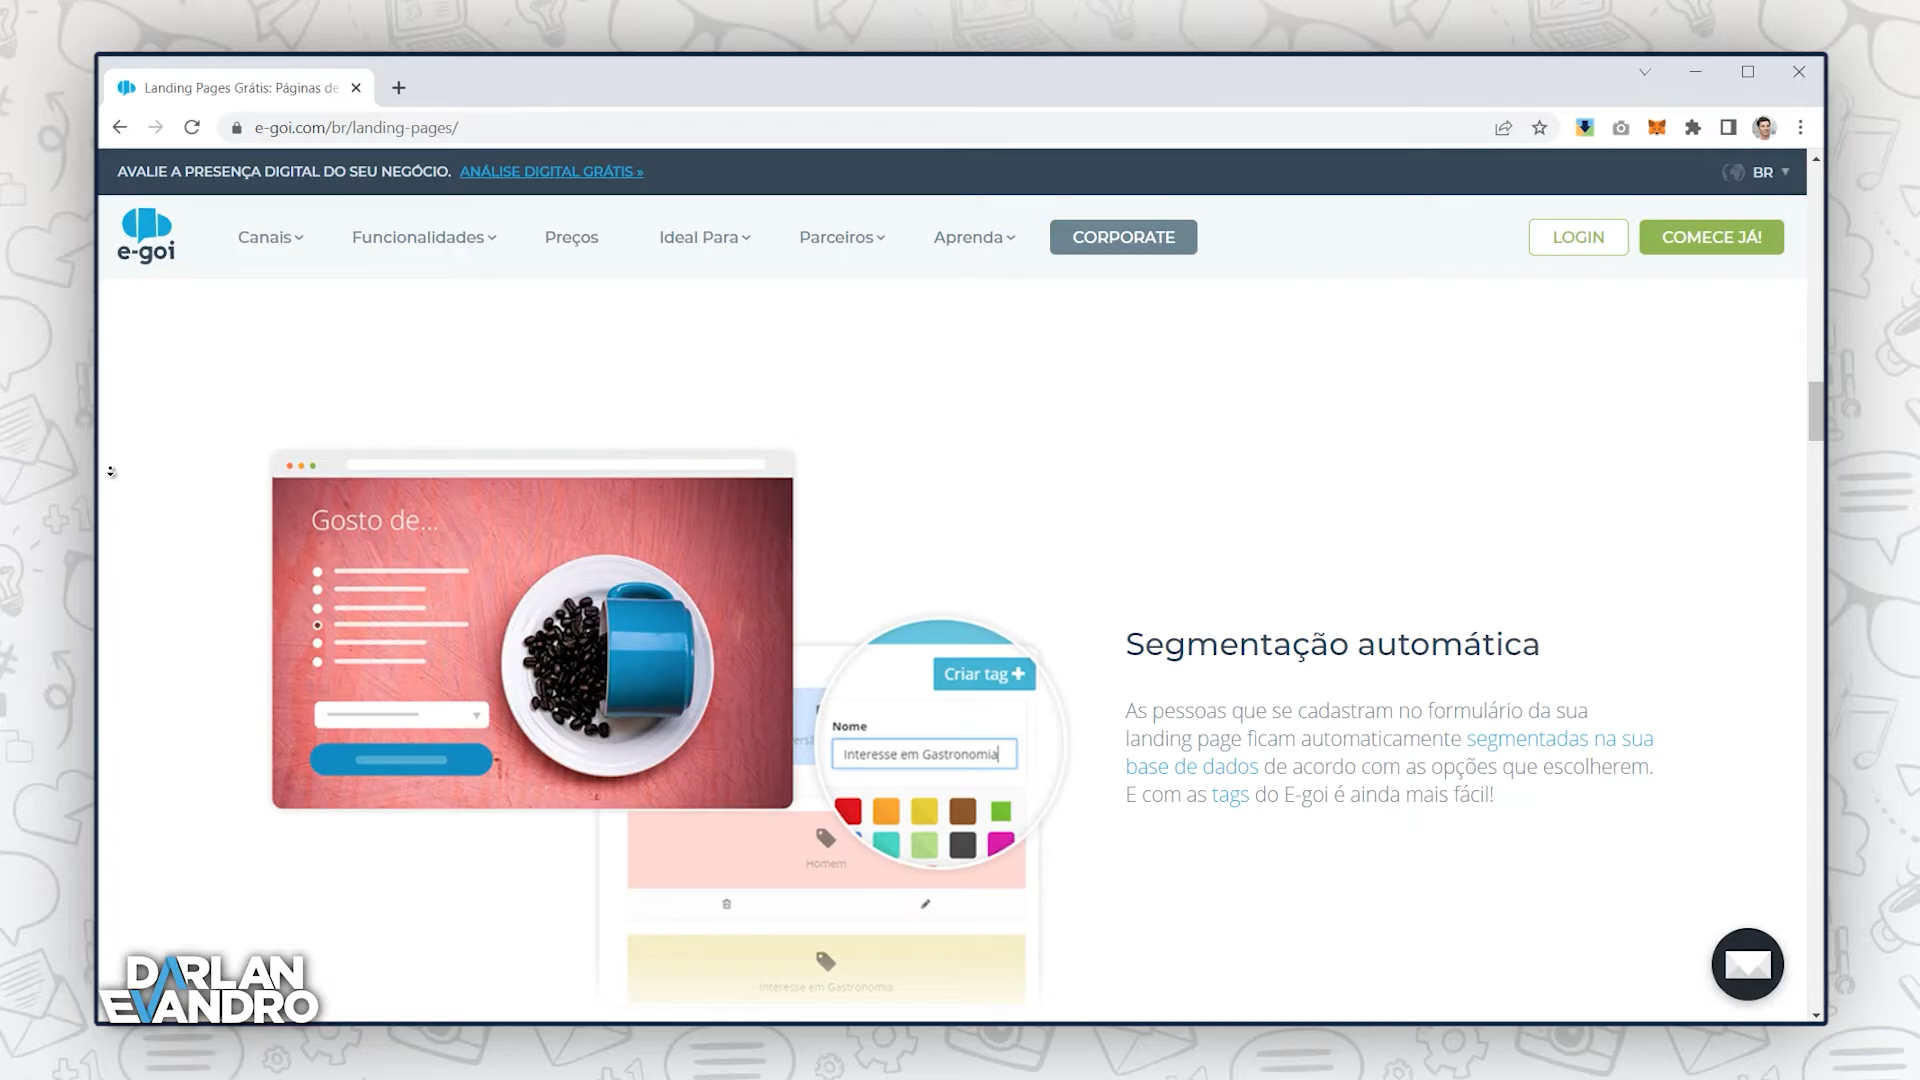 Landing Pages Grátis: Páginas de
e-goi.com/br/landing-pages/
AVALIE A PRESENÇA DIGITAL DO SEU NEGÓCIO. ANÁLISE DIGITAL GRÁTIS »
BR
e-goi
Canais
Funcionalidades
Preços
Ideal Para
Parceiros
Aprenda
CORPORATE
LOGIN
COMECE JÁ!
Gosto de...
Criar tag
Nome
Interesse em Gastronomia
Homem
Interesse em Gastronomia
Segmentação automática
As pessoas que se cadastram no formulário da sua
landing page ficam automaticamente segmentadas na sua
base de dados de acordo com as opções que escolherem.
E com as tags do E-goi é ainda mais fácil!
DARLAN
EVANDRO